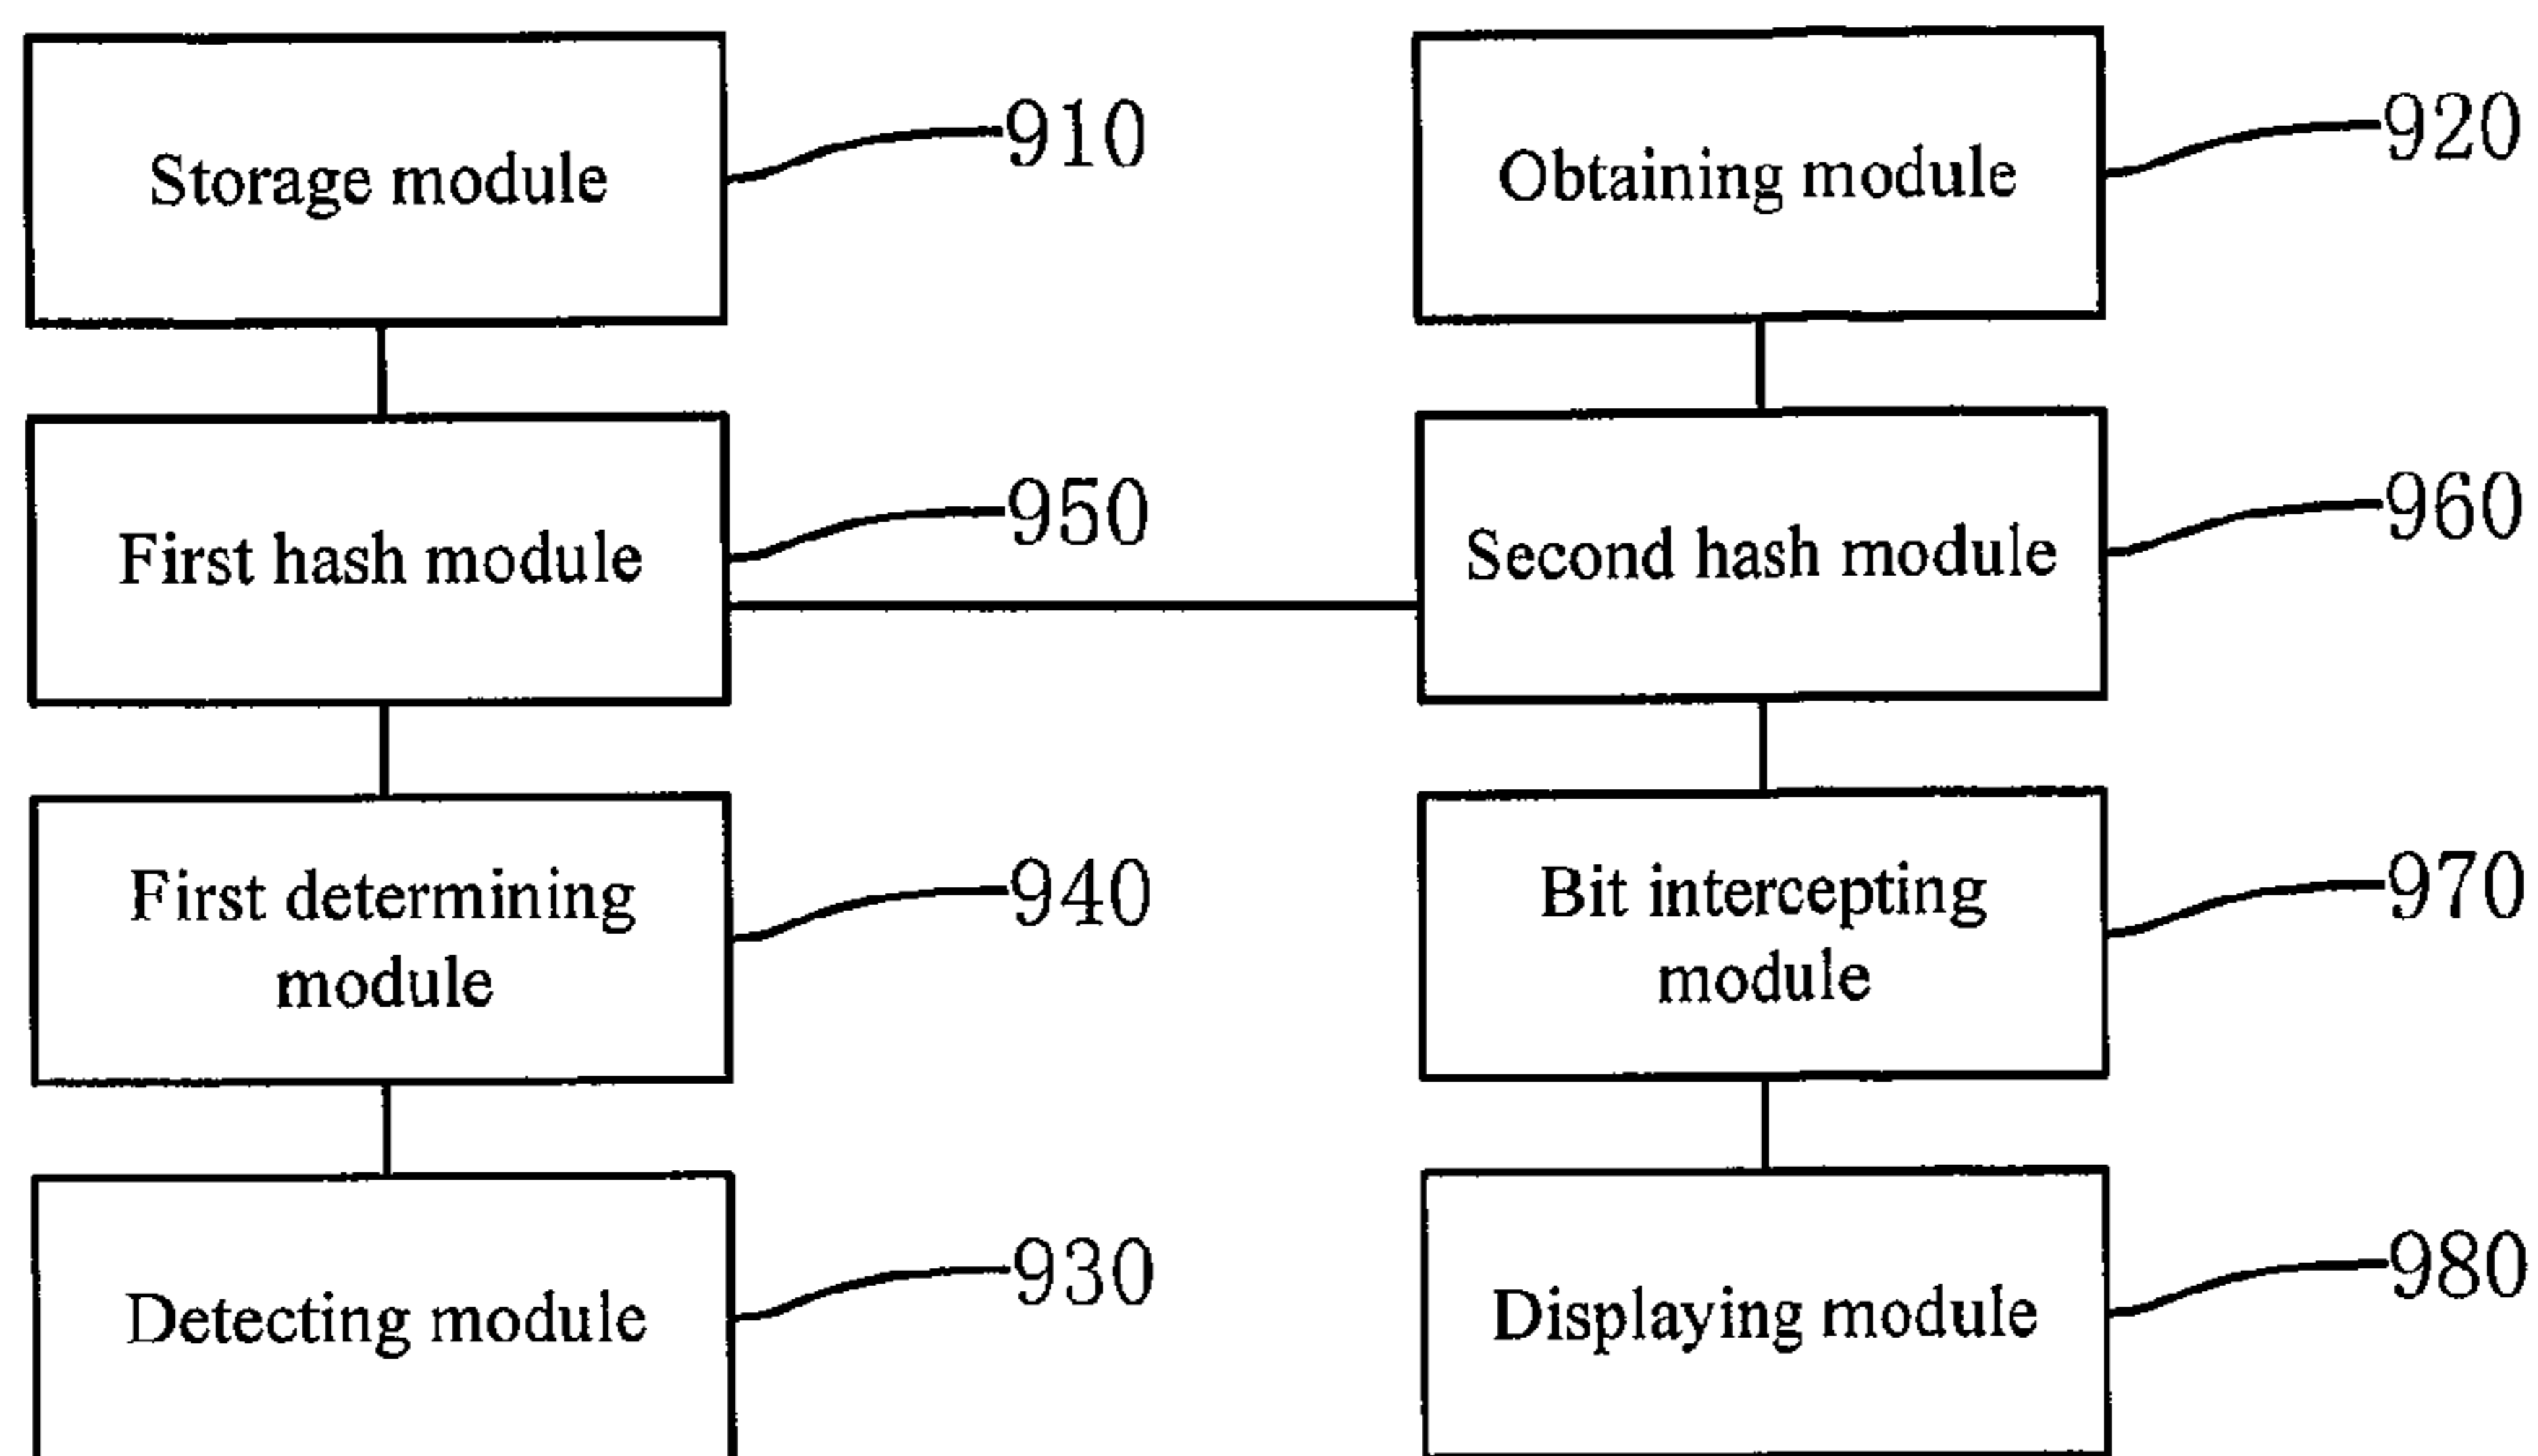 Storage module
910
Obtaining module
920
First hash module
950
Second hash module
960
First determining
module
940
Bit intercepting
module
970
Detecting module
930
Displaying module
980